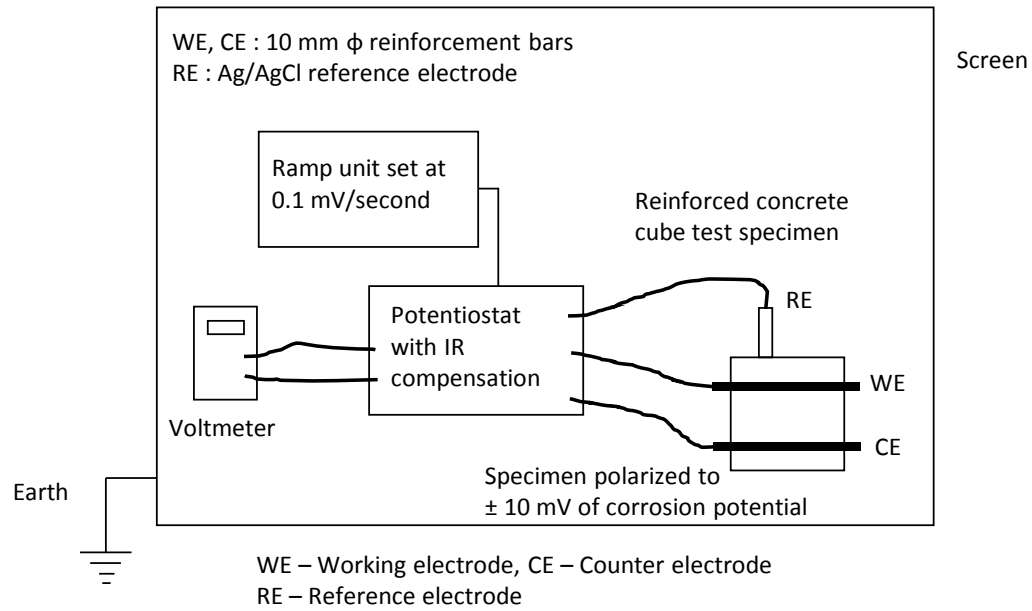 WE, CE : 10 mm ϕ reinforcement bars
RE : Ag/AgCl reference electrode
Screen
Ramp unit set at
0.1 mV/second
Reinforced concrete
cube test specimen
RE
Potentiostat
with IR
compensation
WE
Voltmeter
CE
Specimen polarized to
± 10 mV of corrosion potential
Earth
WE – Working electrode, CE – Counter electrode
RE – Reference electrode